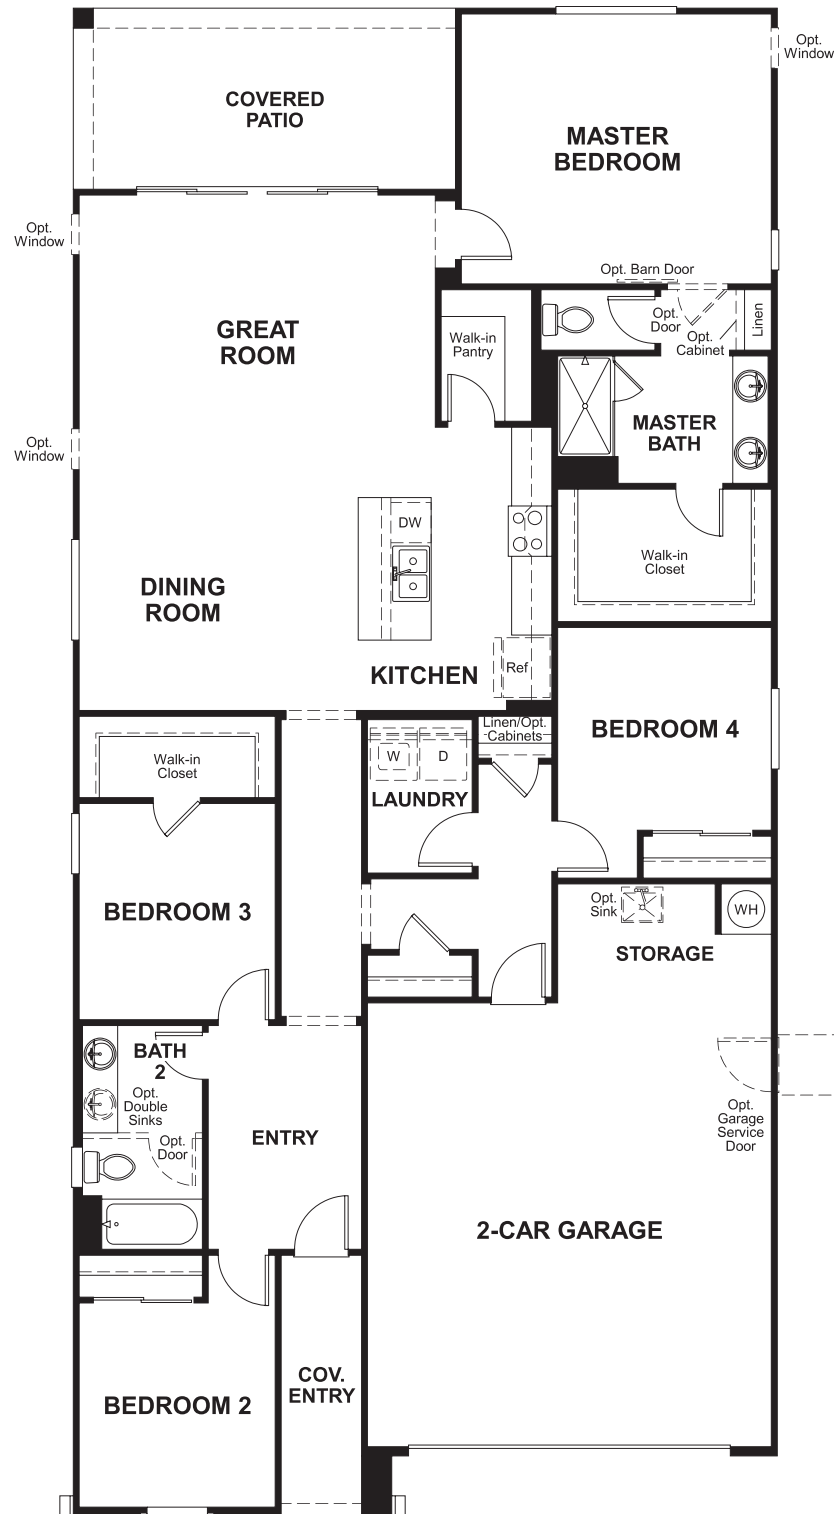 Opt.
Window
COVERED
PATIO
MASTER
BEDROOM
Opt.
Window
Opt. Barn Door
GREAT
ROOM
Walk-in
Pantry
Opt.
Door
Opt.
Cabinet
Linen
MASTER
BATH
Opt.
Window
DW
Walk-in
Closet
DINING
ROOM
KITCHEN
Ref
Linen/Opt.
Cabinets
BEDROOM 4
Walk-in
Closet
W
D
LAUNDRY
BEDROOM 3
Opt.
Sink
WH
STORAGE
BATH
2
Opt.
Double
Sinks
Opt.
Door
ENTRY
Opt.
Garage
Service
Door
2-CAR GARAGE
COV.
ENTRY
BEDROOM 2